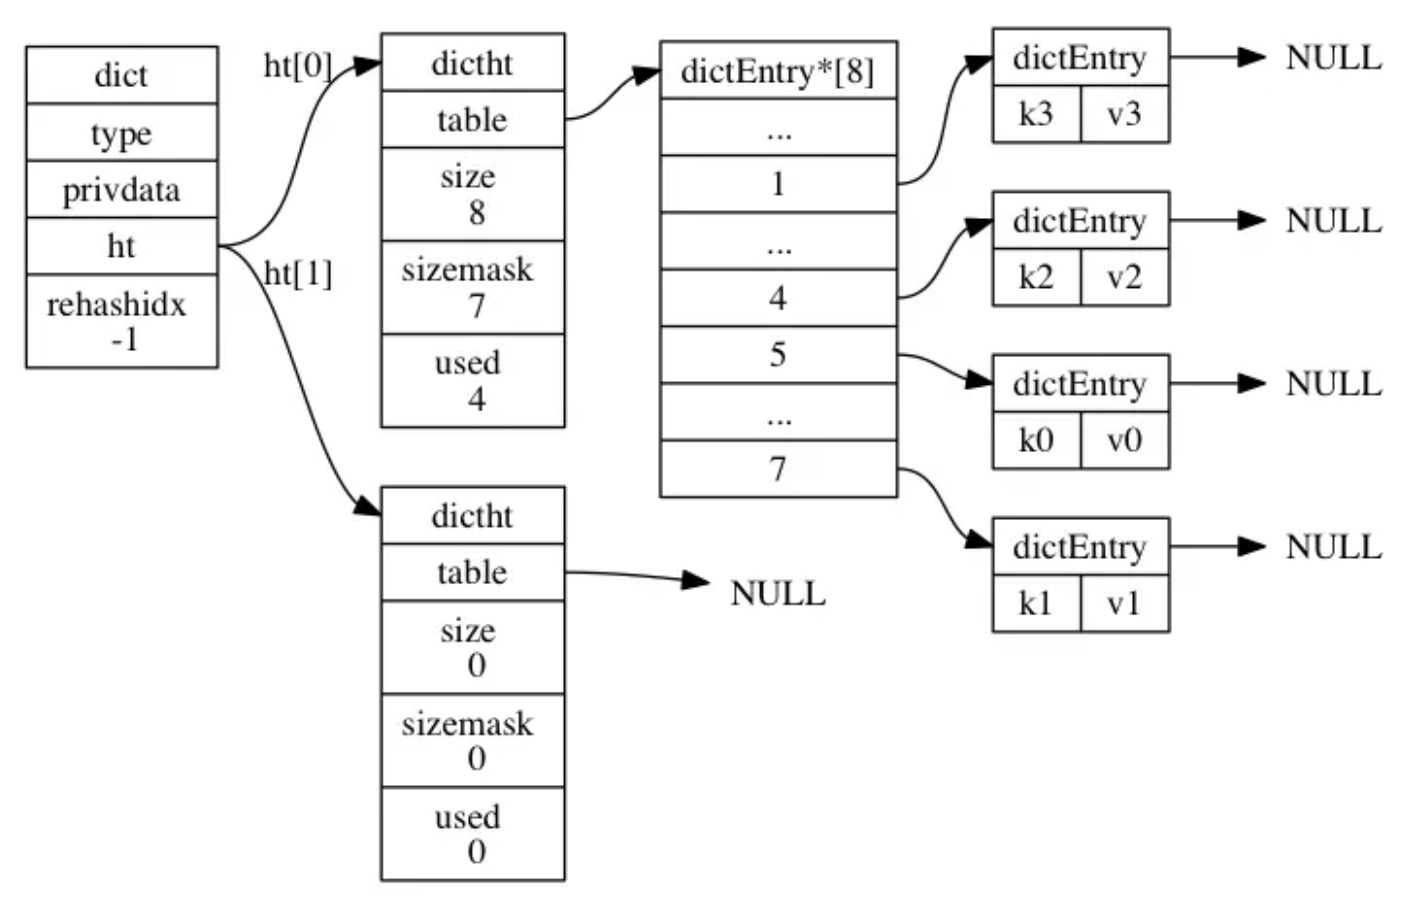 dict
type
privdata
ht
rehashidx
-1
ht[0]
ht[1]
dictht
table
size
8
sizemask
7
used
4
dictht
table
size
0
sizemask
0
used
0
NULL
dictEntry*[8]
...
1
...
4
5
...
7
dictEntry
k3 v3
NULL
dictEntry
k2 v2
NULL
dictEntry
k0 v0
NULL
dictEntry
k1 v1
NULL